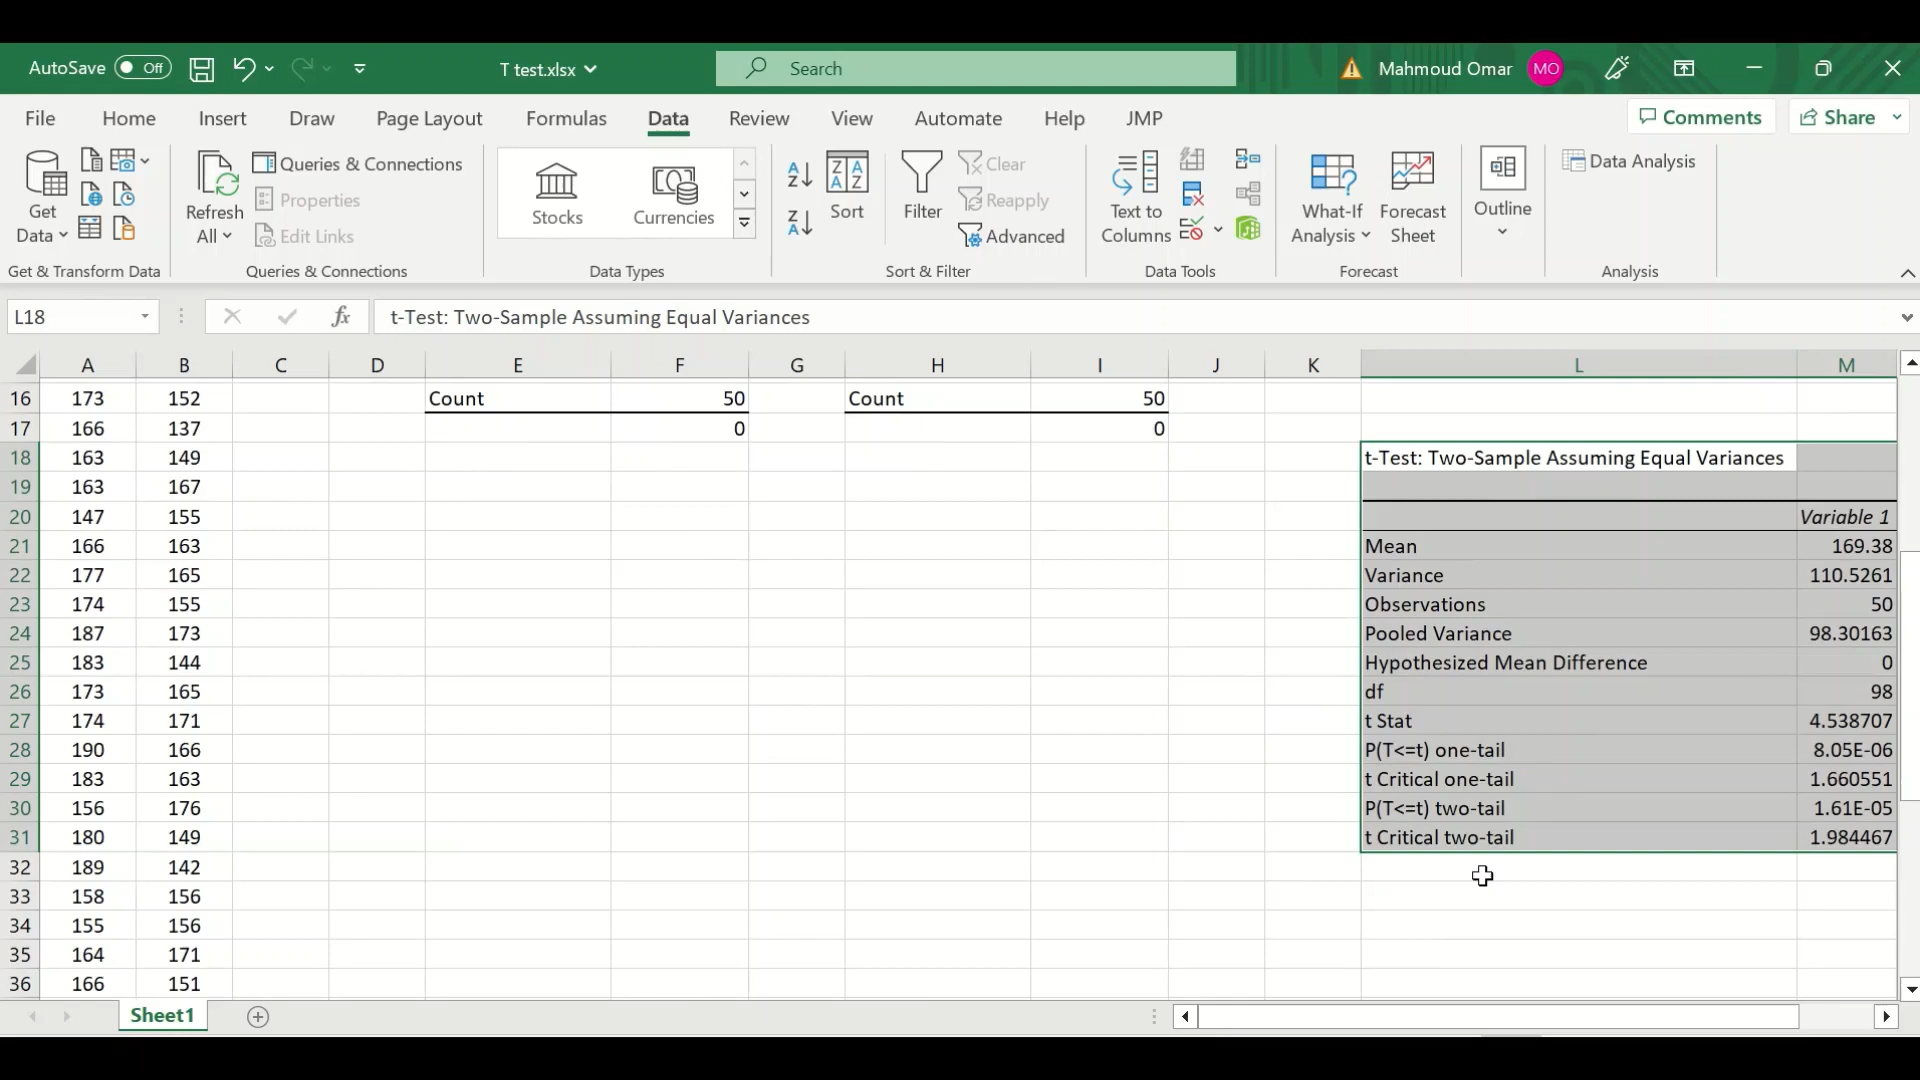 AutoSave Off T test.xlsx Search Mahmoud Omar MO
File Home Insert Draw Page Layout Formulas Data Review View Automate Help JMP Comments Share
Get Data
Refresh All
Queries & Connections
Properties
Edit Links
Stocks Currencies
Sort
Filter
Clear
Reapply
Advanced
Text to Columns
What-If Analysis
Forecast Sheet
Outline
Data Analysis
Get & Transform Data Queries & Connections Data Types Sort & Filter Data Tools Forecast Analysis
L18 fx t-Test: Two-Sample Assuming Equal Variances
A B C D E F G H I J K L M
16 173 152 Count 50 Count 50
17 166 137 0 0
18 163 149 t-Test: Two-Sample Assuming Equal Variances
19 163 167
20 147 155 Variable 1
21 166 163 Mean 169.38
22 177 165 Variance 110.5261
23 174 155 Observations 50
24 187 173 Pooled Variance 98.30163
25 183 144 Hypothesized Mean Difference 0
26 173 165 df 98
27 174 171 t Stat 4.538707
28 190 166 P(T<=t) one-tail 8.05E-06
29 183 163 t Critical one-tail 1.660551
30 156 176 P(T<=t) two-tail 1.61E-05
31 180 149 t Critical two-tail 1.984467
32 189 142
33 158 156
34 155 156
35 164 171
36 166 151
Sheet1